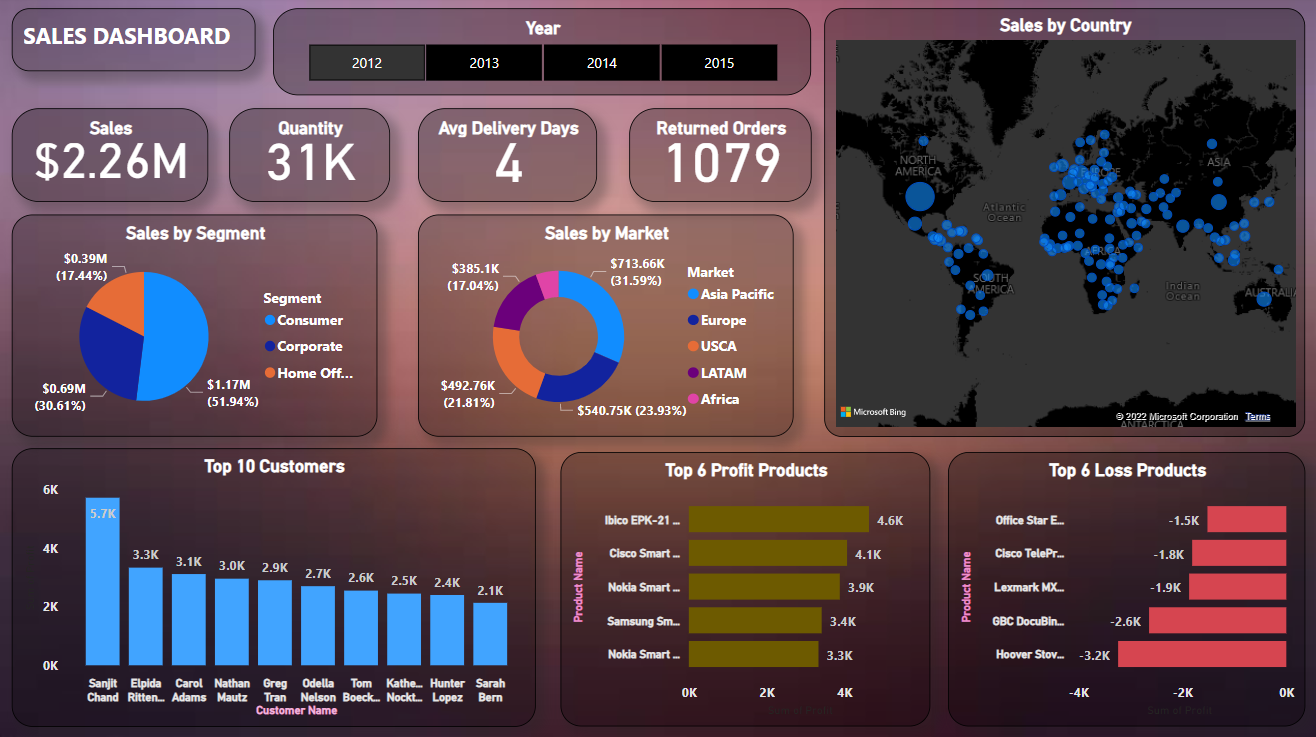 SALES DASHBOARD
Year
2012
2013
2014
2015
Sales by Country
NORTH
AMERICA
ASIA
EUROPE
Atlantic
Ocean
AFRICA
SOUTH
AMERICA
Indian
Ocean
AUSTRALIA
Microsoft Bing
© 2022 Microsoft Corporation Terms
ANTARCTICA
Sales
$2.26M
Quantity
31K
Avg Delivery Days
4
Returned Orders
1079
Sales by Segment
$0.39M
(17.44%)
$0.69M
(30.61%)
$1.17M
(51.94%)
Segment
Consumer
Corporate
Home Off...
Sales by Market
$385.1K
(17.04%)
$713.66K
(31.59%)
$492.76K
(21.81%)
$540.75K (23.93%)
Market
Asia Pacific
Europe
USCA
LATAM
Africa
Top 10 Customers
6K
4K
2K
0K
5.7K
3.3K
3.1K
3.0K
2.9K
2.7K
2.6K
2.5K
2.4K
2.1K
Sanjit
Chand
Elpida
Ritten...
Carol
Adams
Nathan
Mautz
Greg
Tran
Odella
Nelson
Tom
Boeck...
Kathe...
Nockt...
Hunter
Lopez
Sarah
Bern
Customer Name
Top 6 Profit Products
Product Name
Ibico EPK-21 ...
4.6K
Cisco Smart ...
4.1K
Nokia Smart ...
3.9K
Samsung Sm...
3.4K
Nokia Smart ...
3.3K
0K
2K
4K
Sum of Profit
Top 6 Loss Products
Product Name
Office Star E...
-1.5K
Cisco TelePr...
-1.8K
Lexmark MX...
-1.9K
GBC DocuBin...
-2.6K
Hoover Stov...
-3.2K
-4K
-2K
0K
Sum of Profit